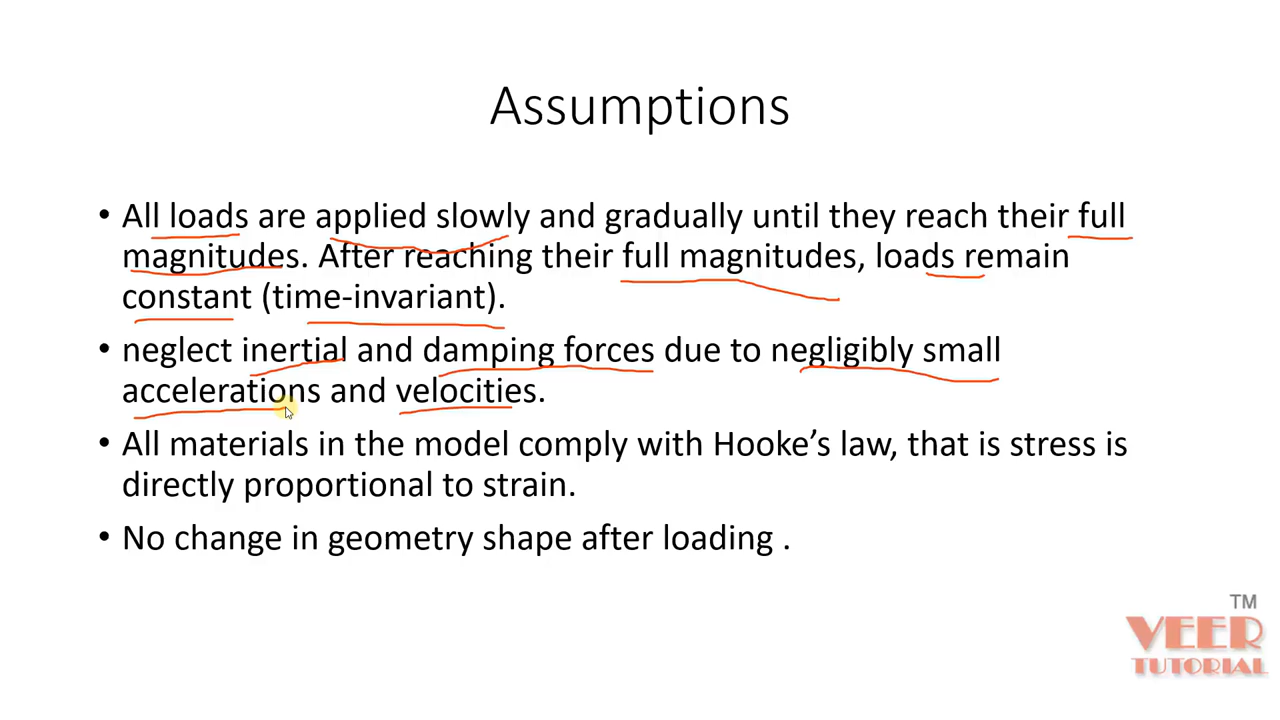 Assumptions
• All loads are applied slowly and gradually until they reach their full
magnitudes. After reaching their full magnitudes, loads remain
constant (time-invariant).
• neglect inertial and damping forces due to negligibly small
accelerations and velocities.
• All materials in the model comply with Hooke’s law, that is stress is
directly proportional to strain.
• No change in geometry shape after loading .
TM
VEER
TUTORIAL